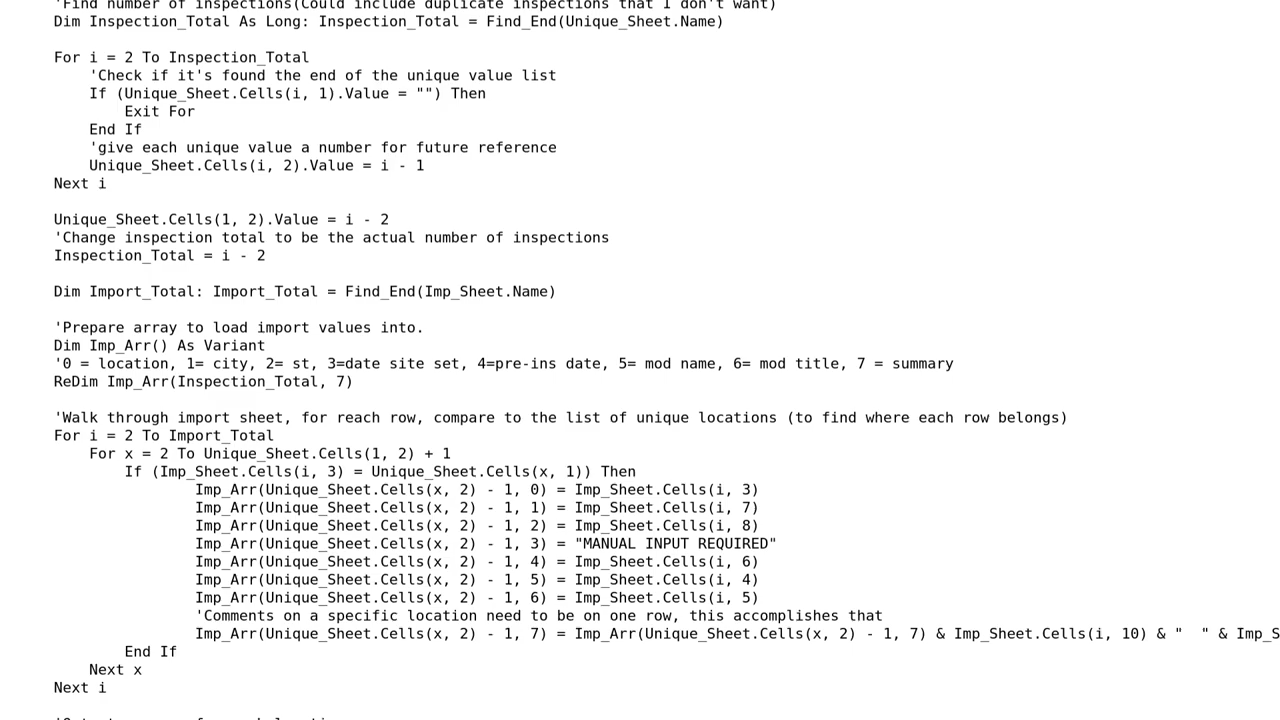 'Find number of inspections(Could include duplicate inspections that I don't want)
Dim Inspection_Total As Long: Inspection_Total = Find_End(Unique_Sheet.Name)
For i = 2 To Inspection_Total
'Check if it's found the end of the unique value list
If (Unique_Sheet.Cells(i, 1).Value = "") Then
Exit For
End If
'give each unique value a number for future reference
Unique_Sheet.Cells(i, 2).Value = i - 1
Next i
Unique_Sheet.Cells(1, 2).Value = i - 2
'Change inspection total to be the actual number of inspections
Inspection_Total = i - 2
Dim Import_Total: Import_Total = Find_End(Imp_Sheet.Name)
'Prepare array to load import values into.
Dim Imp_Arr() As Variant
'0 = location, 1= city, 2= st, 3=date site set, 4=pre-ins date, 5= mod name, 6= mod title, 7 = summary
ReDim Imp_Arr(Inspection_Total, 7)
'Walk through import sheet, for reach row, compare to the list of unique locations (to find where each row belongs)
For i = 2 To Import_Total
For x = 2 To Unique_Sheet.Cells(1, 2) + 1
If (Imp_Sheet.Cells(i, 3) = Unique_Sheet.Cells(x, 1)) Then
Imp_Arr(Unique_Sheet.Cells(x, 2) - 1, 0) = Imp_Sheet.Cells(i, 3)
Imp_Arr(Unique_Sheet.Cells(x, 2) - 1, 1) = Imp_Sheet.Cells(i, 7)
Imp_Arr(Unique_Sheet.Cells(x, 2) - 1, 2) = Imp_Sheet.Cells(i, 8)
Imp_Arr(Unique_Sheet.Cells(x, 2) - 1, 3) = "MANUAL INPUT REQUIRED"
Imp_Arr(Unique_Sheet.Cells(x, 2) - 1, 4) = Imp_Sheet.Cells(i, 6)
Imp_Arr(Unique_Sheet.Cells(x, 2) - 1, 5) = Imp_Sheet.Cells(i, 4)
Imp_Arr(Unique_Sheet.Cells(x, 2) - 1, 6) = Imp_Sheet.Cells(i, 5)
'Comments on a specific location need to be on one row, this accomplishes that
Imp_Arr(Unique_Sheet.Cells(x, 2) - 1, 7) = Imp_Arr(Unique_Sheet.Cells(x, 2) - 1, 7) & Imp_Sheet.Cells(i, 10) & "  " & Imp_S
End If
Next x
Next i